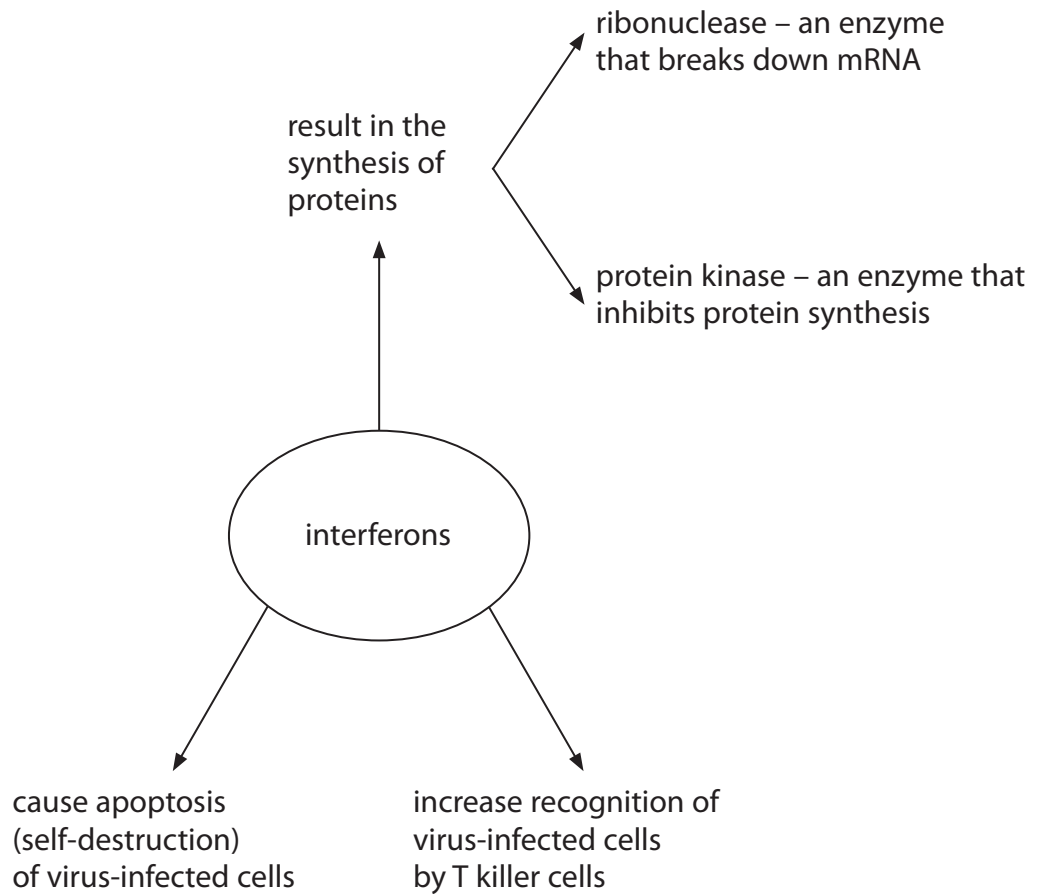 ribonuclease – an enzyme
that breaks down mRNA
result in the
synthesis of
proteins
protein kinase – an enzyme that
inhibits protein synthesis
interferons
cause apoptosis
(self-destruction)
of virus-infected cells
increase recognition of
virus-infected cells
by T killer cells